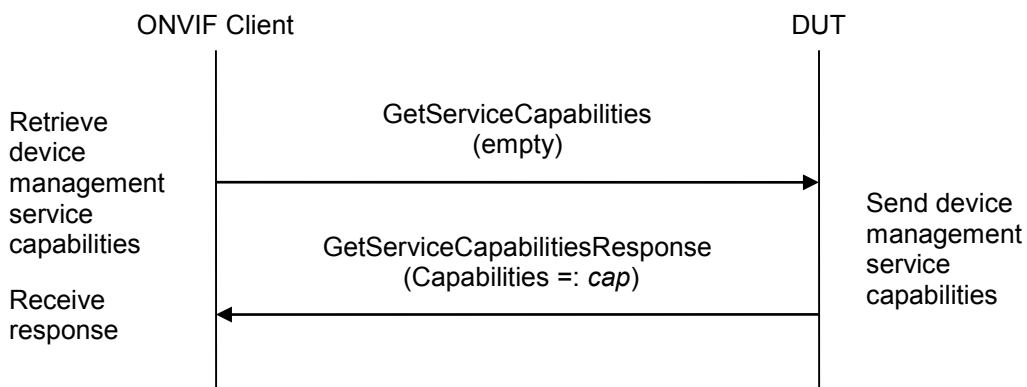 ONVIF Client
DUT
Retrieve
device
management
service
capabilities
GetServiceCapabilities
(empty)
Send device
management
service
capabilities
GetServiceCapabilitiesResponse
(Capabilities =: cap)
Receive
response